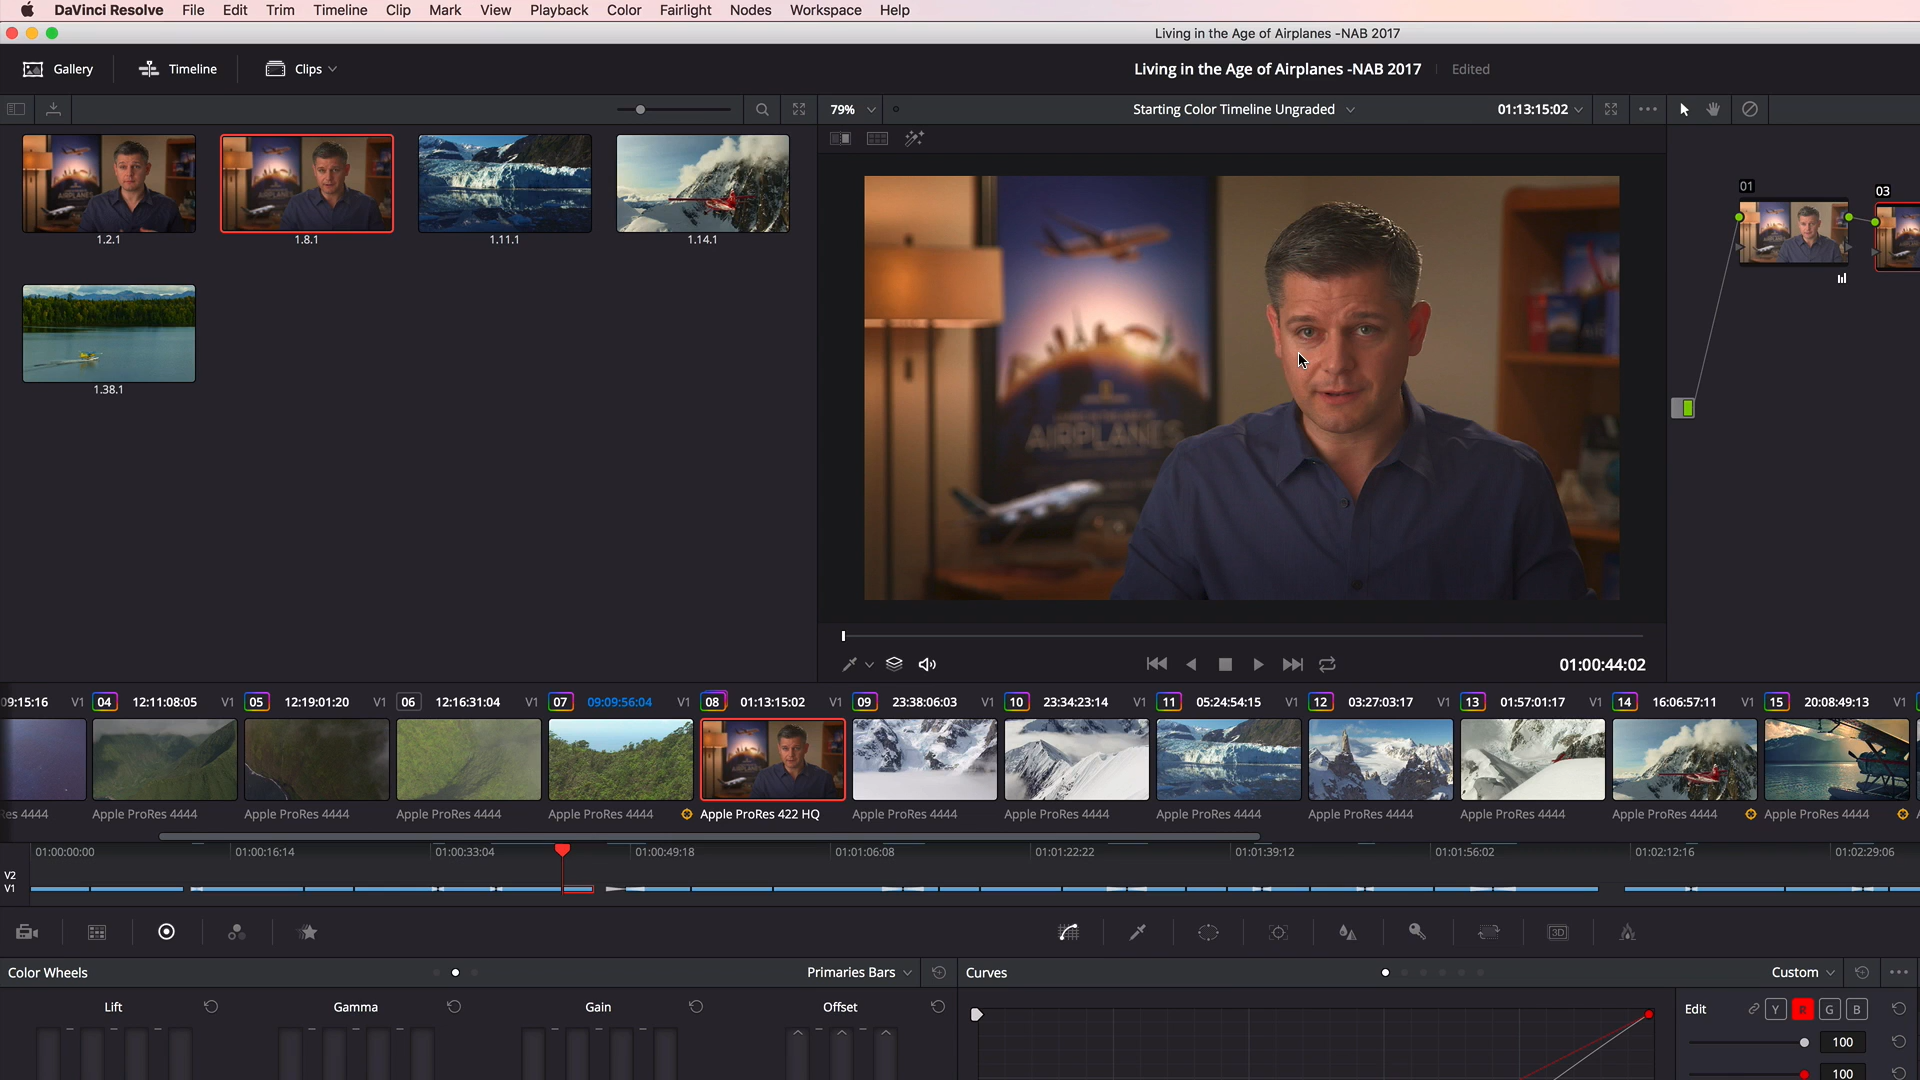 DaVinci Resolve File Edit Trim Timeline Clip Mark View Playback Color Fairlight Nodes Workspace Help
Living in the Age of Airplanes -NAB 2017
Gallery Timeline Clips Living in the Age of Airplanes -NAB 2017 Edited
79% Starting Color Timeline Ungraded 01:13:15:02
1.2.1 1.8.1 1.11.1 1.14.1
1.38.1
01 03
AIRPLANES
01:00:44:02
09:15:16 V1 04 12:11:08:05 V1 05 12:19:01:20 V1 06 12:16:31:04 V1 07 09:09:56:04 V1 08 01:13:15:02 V1 09 23:38:06:03 V1 10 23:34:23:14 V1 11 05:24:54:15 V1 12 03:27:03:17 V1 13 01:57:01:17 V1 14 16:06:57:11 V1 15 20:08:49:13 V1
Res 4444 Apple ProRes 4444 Apple ProRes 4444 Apple ProRes 4444 Apple ProRes 4444 Apple ProRes 422 HQ Apple ProRes 4444 Apple ProRes 4444 Apple ProRes 4444 Apple ProRes 4444 Apple ProRes 4444 Apple ProRes 4444 Apple ProRes 4444
01:00:00:00 01:00:16:14 01:00:33:04 01:00:49:18 01:01:06:08 01:01:22:22 01:01:39:12 01:01:56:02 01:02:12:16 01:02:29:06
V2
V1
3D
Color Wheels Primaries Bars Curves Custom
Lift Gamma Gain Offset Edit Y R G B
100
100